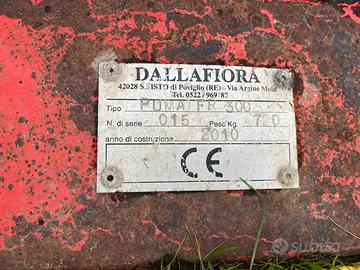 DALLAFIORA
42028 S.SISTO di Poviglio (RE) - Via Argine Mola
Tel. 0522 / 969787
Tipo PUMA FR 300
N. di serie 015 Peso Kg. 720
anno di costruzione 2010
CE
subito